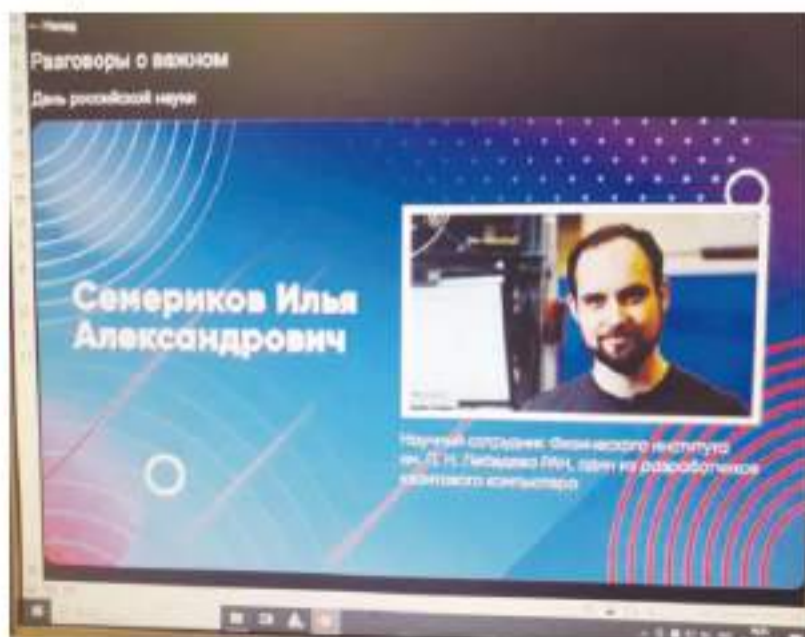 ← Назад
Разговоры о важном
День российской науки
Семериков Илья
Александрович
Научный сотрудник Физического института
им. П. Н. Лебедева РАН, один из разработчиков
квантового компьютера